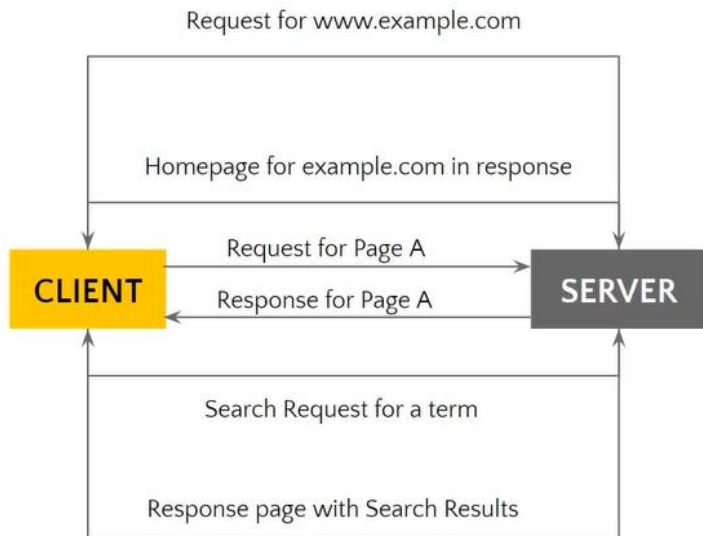 Request for www.example.com
Homepage for example.com in response
Request for Page A
CLIENT
SERVER
Response for Page A
Search Request for a term
Response page with Search Results